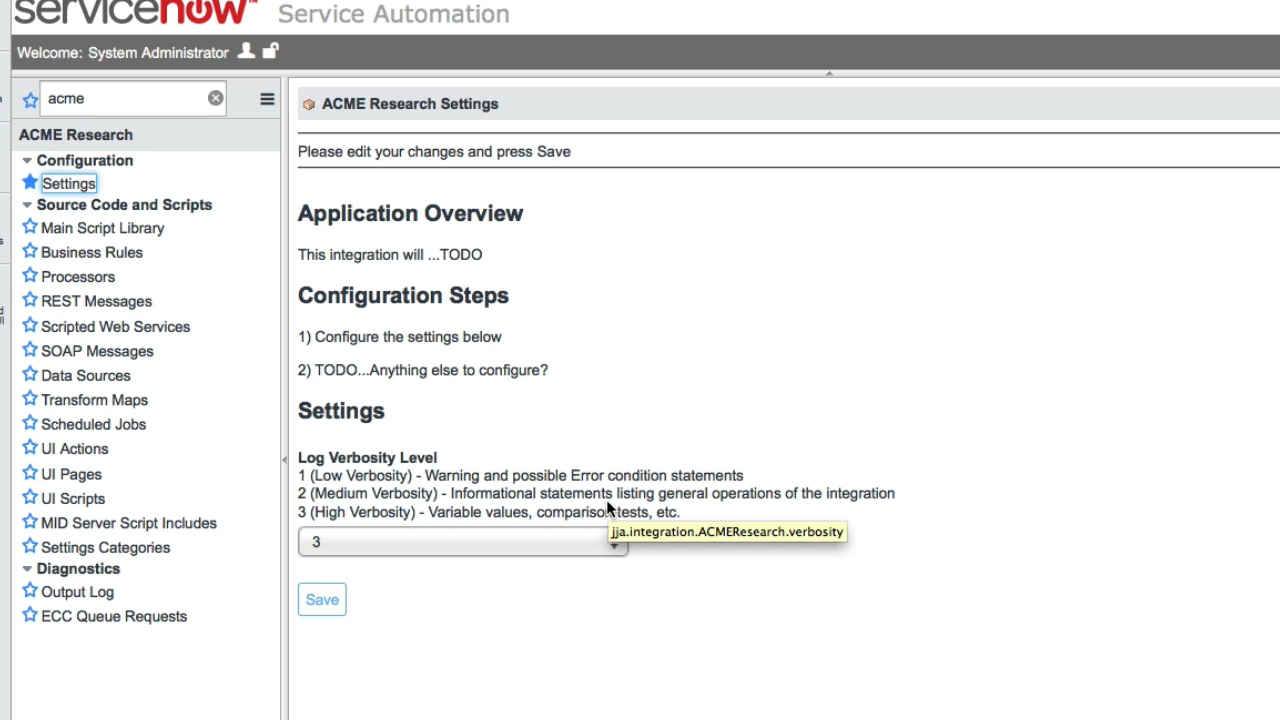 servicenow™ Service Automation
Welcome: System Administrator
acme
ACME Research
Configuration
Settings
Source Code and Scripts
Main Script Library
Business Rules
Processors
REST Messages
Scripted Web Services
SOAP Messages
Data Sources
Transform Maps
Scheduled Jobs
UI Actions
UI Pages
UI Scripts
MID Server Script Includes
Settings Categories
Diagnostics
Output Log
ECC Queue Requests
ACME Research Settings
Please edit your changes and press Save
Application Overview
This integration will ...TODO
Configuration Steps
1) Configure the settings below
2) TODO...Anything else to configure?
Settings
Log Verbosity Level
1 (Low Verbosity) - Warning and possible Error condition statements
2 (Medium Verbosity) - Informational statements listing general operations of the integration
3 (High Verbosity) - Variable values, comparison tests, etc.
jja.integration.ACMEResearch.verbosity
3
Save